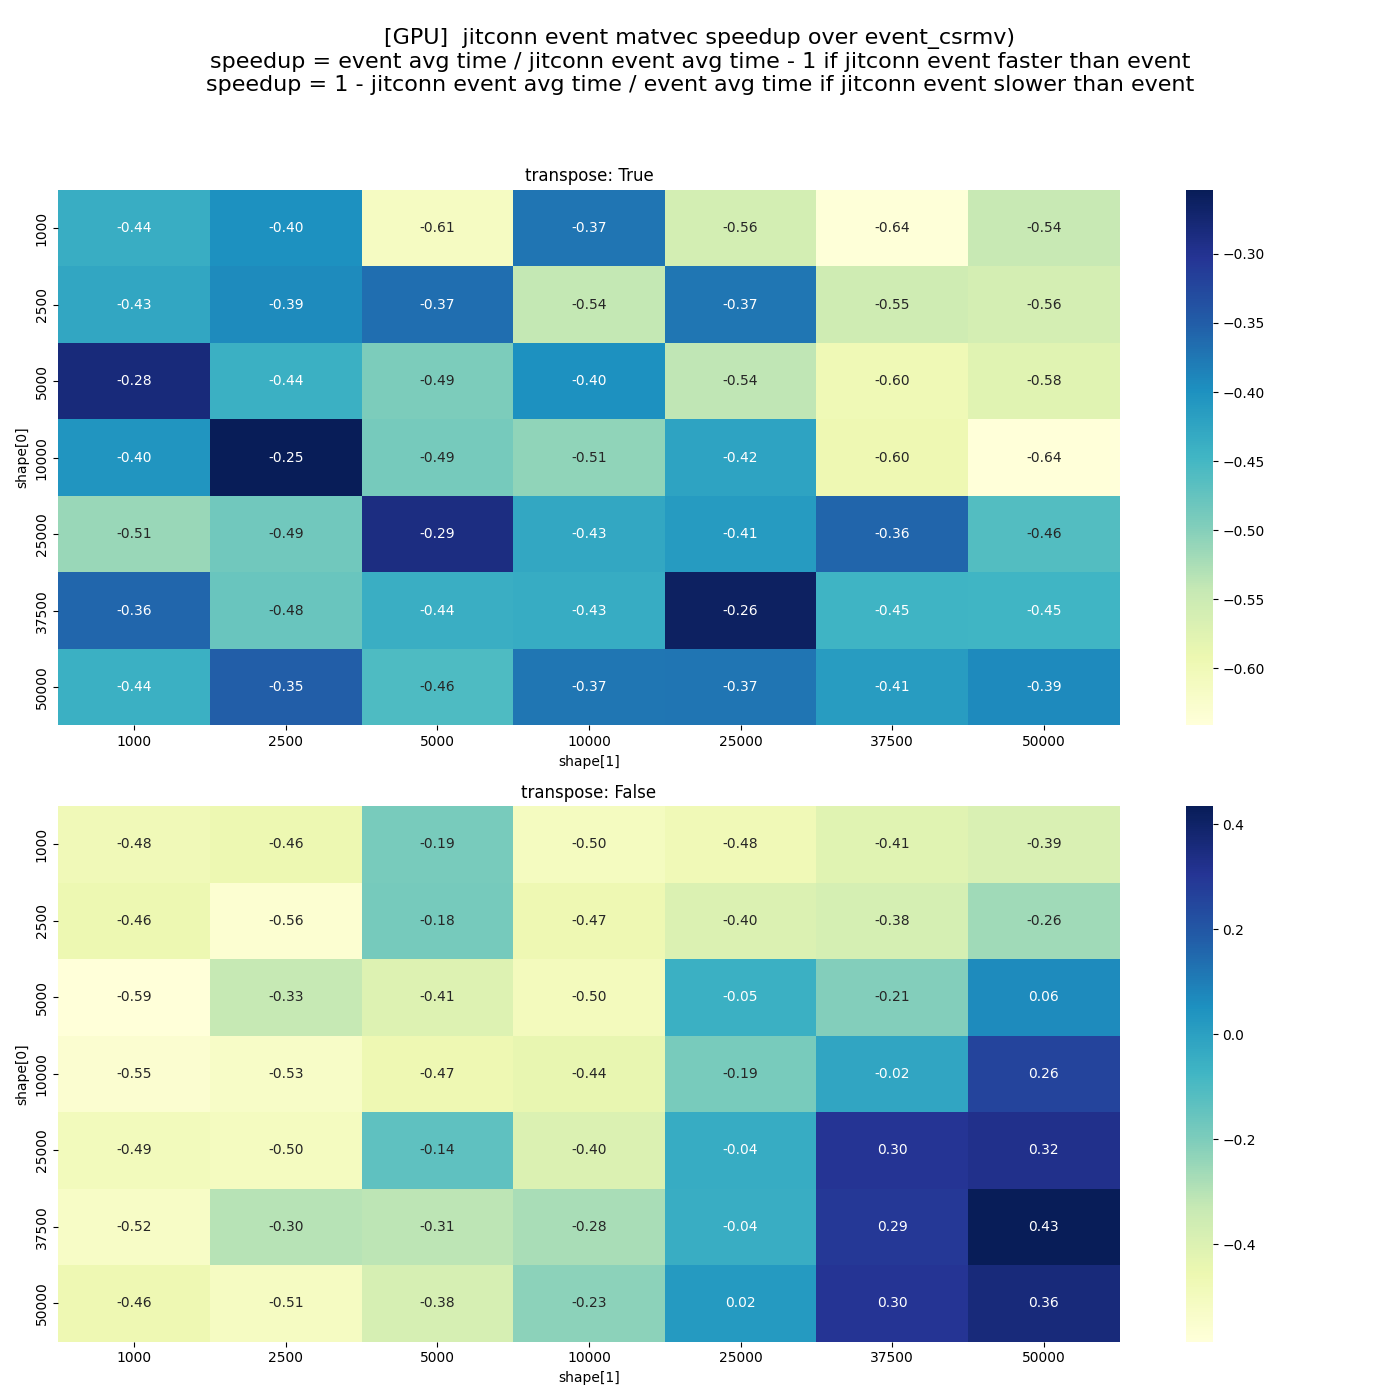 [GPU]  jitconn event matvec speedup over event_csrmv)
speedup = event avg time / jitconn event avg time - 1 if jitconn event faster than event
speedup = 1 - jitconn event avg time / event avg time if jitconn event slower than event
transpose: True
shape[0]
1000 -0.44 -0.40 -0.61 -0.37 -0.56 -0.64 -0.54
2500 -0.43 -0.39 -0.37 -0.54 -0.37 -0.55 -0.56
5000 -0.28 -0.44 -0.49 -0.40 -0.54 -0.60 -0.58
10000 -0.40 -0.25 -0.49 -0.51 -0.42 -0.60 -0.64
25000 -0.51 -0.49 -0.29 -0.43 -0.41 -0.36 -0.46
37500 -0.36 -0.48 -0.44 -0.43 -0.26 -0.45 -0.45
50000 -0.44 -0.35 -0.46 -0.37 -0.37 -0.41 -0.39
1000 2500 5000 10000 25000 37500 50000
shape[1]
−0.30
−0.35
−0.40
−0.45
−0.50
−0.55
−0.60
transpose: False
shape[0]
1000 -0.48 -0.46 -0.19 -0.50 -0.48 -0.41 -0.39
2500 -0.46 -0.56 -0.18 -0.47 -0.40 -0.38 -0.26
5000 -0.59 -0.33 -0.41 -0.50 -0.05 -0.21 0.06
10000 -0.55 -0.53 -0.47 -0.44 -0.19 -0.02 0.26
25000 -0.49 -0.50 -0.14 -0.40 -0.04 0.30 0.32
37500 -0.52 -0.30 -0.31 -0.28 -0.04 0.29 0.43
50000 -0.46 -0.51 -0.38 -0.23 0.02 0.30 0.36
1000 2500 5000 10000 25000 37500 50000
shape[1]
0.4
0.2
0.0
−0.2
−0.4